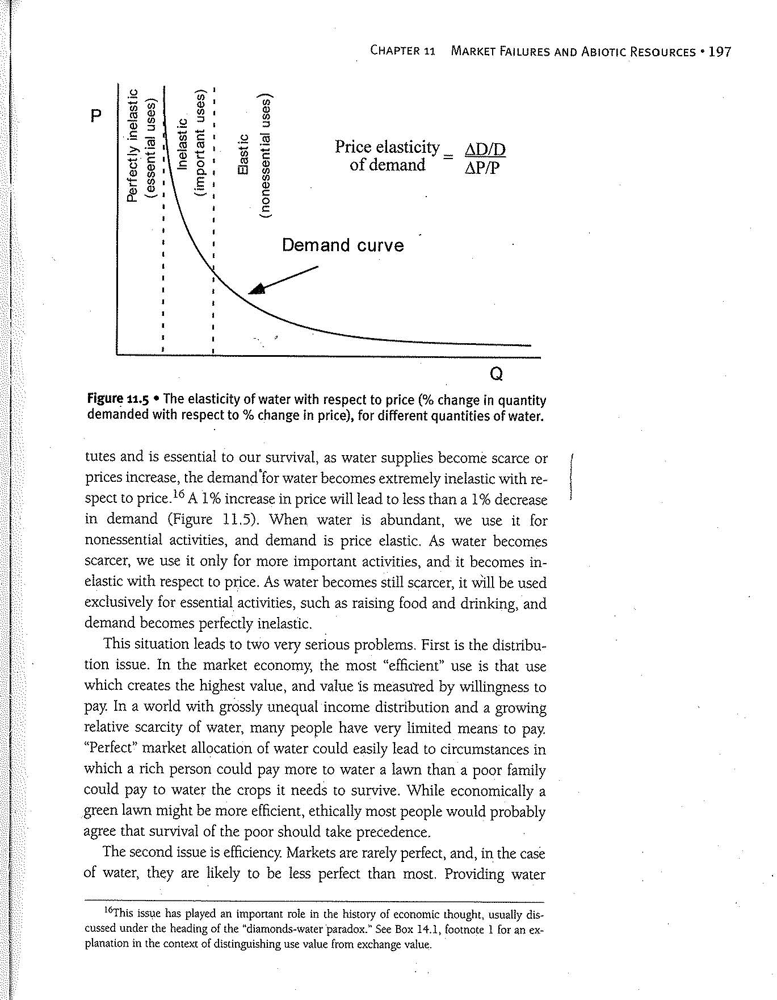 CHAPTER 11 MARKET FAILURES AND ABIOTIC RESOURCES • 197
P
Perfectly inelastic
(essential uses)
Inelastic
(important uses)
Elastic
(nonessential uses)
Price elasticity = ΔD/D
of demand ΔP/P
Demand curve
Q
Figure 11.5 • The elasticity of water with respect to price (% change in quantity
demanded with respect to % change in price), for different quantities of water.
tutes and is essential to our survival, as water supplies become scarce or
prices increase, the demand for water becomes extremely inelastic with re-
spect to price.16 A 1% increase in price will lead to less than a 1% decrease
in demand (Figure 11.5). When water is abundant, we use it for
nonessential activities, and demand is price elastic. As water becomes
scarcer, we use it only for more important activities, and it becomes in-
elastic with respect to price. As water becomes still scarcer, it will be used
exclusively for essential activities, such as raising food and drinking, and
demand becomes perfectly inelastic.
This situation leads to two very serious problems. First is the distribu-
tion issue. In the market economy, the most “efficient” use is that use
which creates the highest value, and value is measured by willingness to
pay. In a world with grossly unequal income distribution and a growing
relative scarcity of water, many people have very limited means to pay.
“Perfect” market allocation of water could easily lead to circumstances in
which a rich person could pay more to water a lawn than a poor family
could pay to water the crops it needs to survive. While economically a
green lawn might be more efficient, ethically most people would probably
agree that survival of the poor should take precedence.
The second issue is efficiency. Markets are rarely perfect, and, in the case
of water, they are likely to be less perfect than most. Providing water
16This issue has played an important role in the history of economic thought, usually dis-
cussed under the heading of the “diamonds-water paradox.” See Box 14.1, footnote 1 for an ex-
planation in the context of distinguishing use value from exchange value.